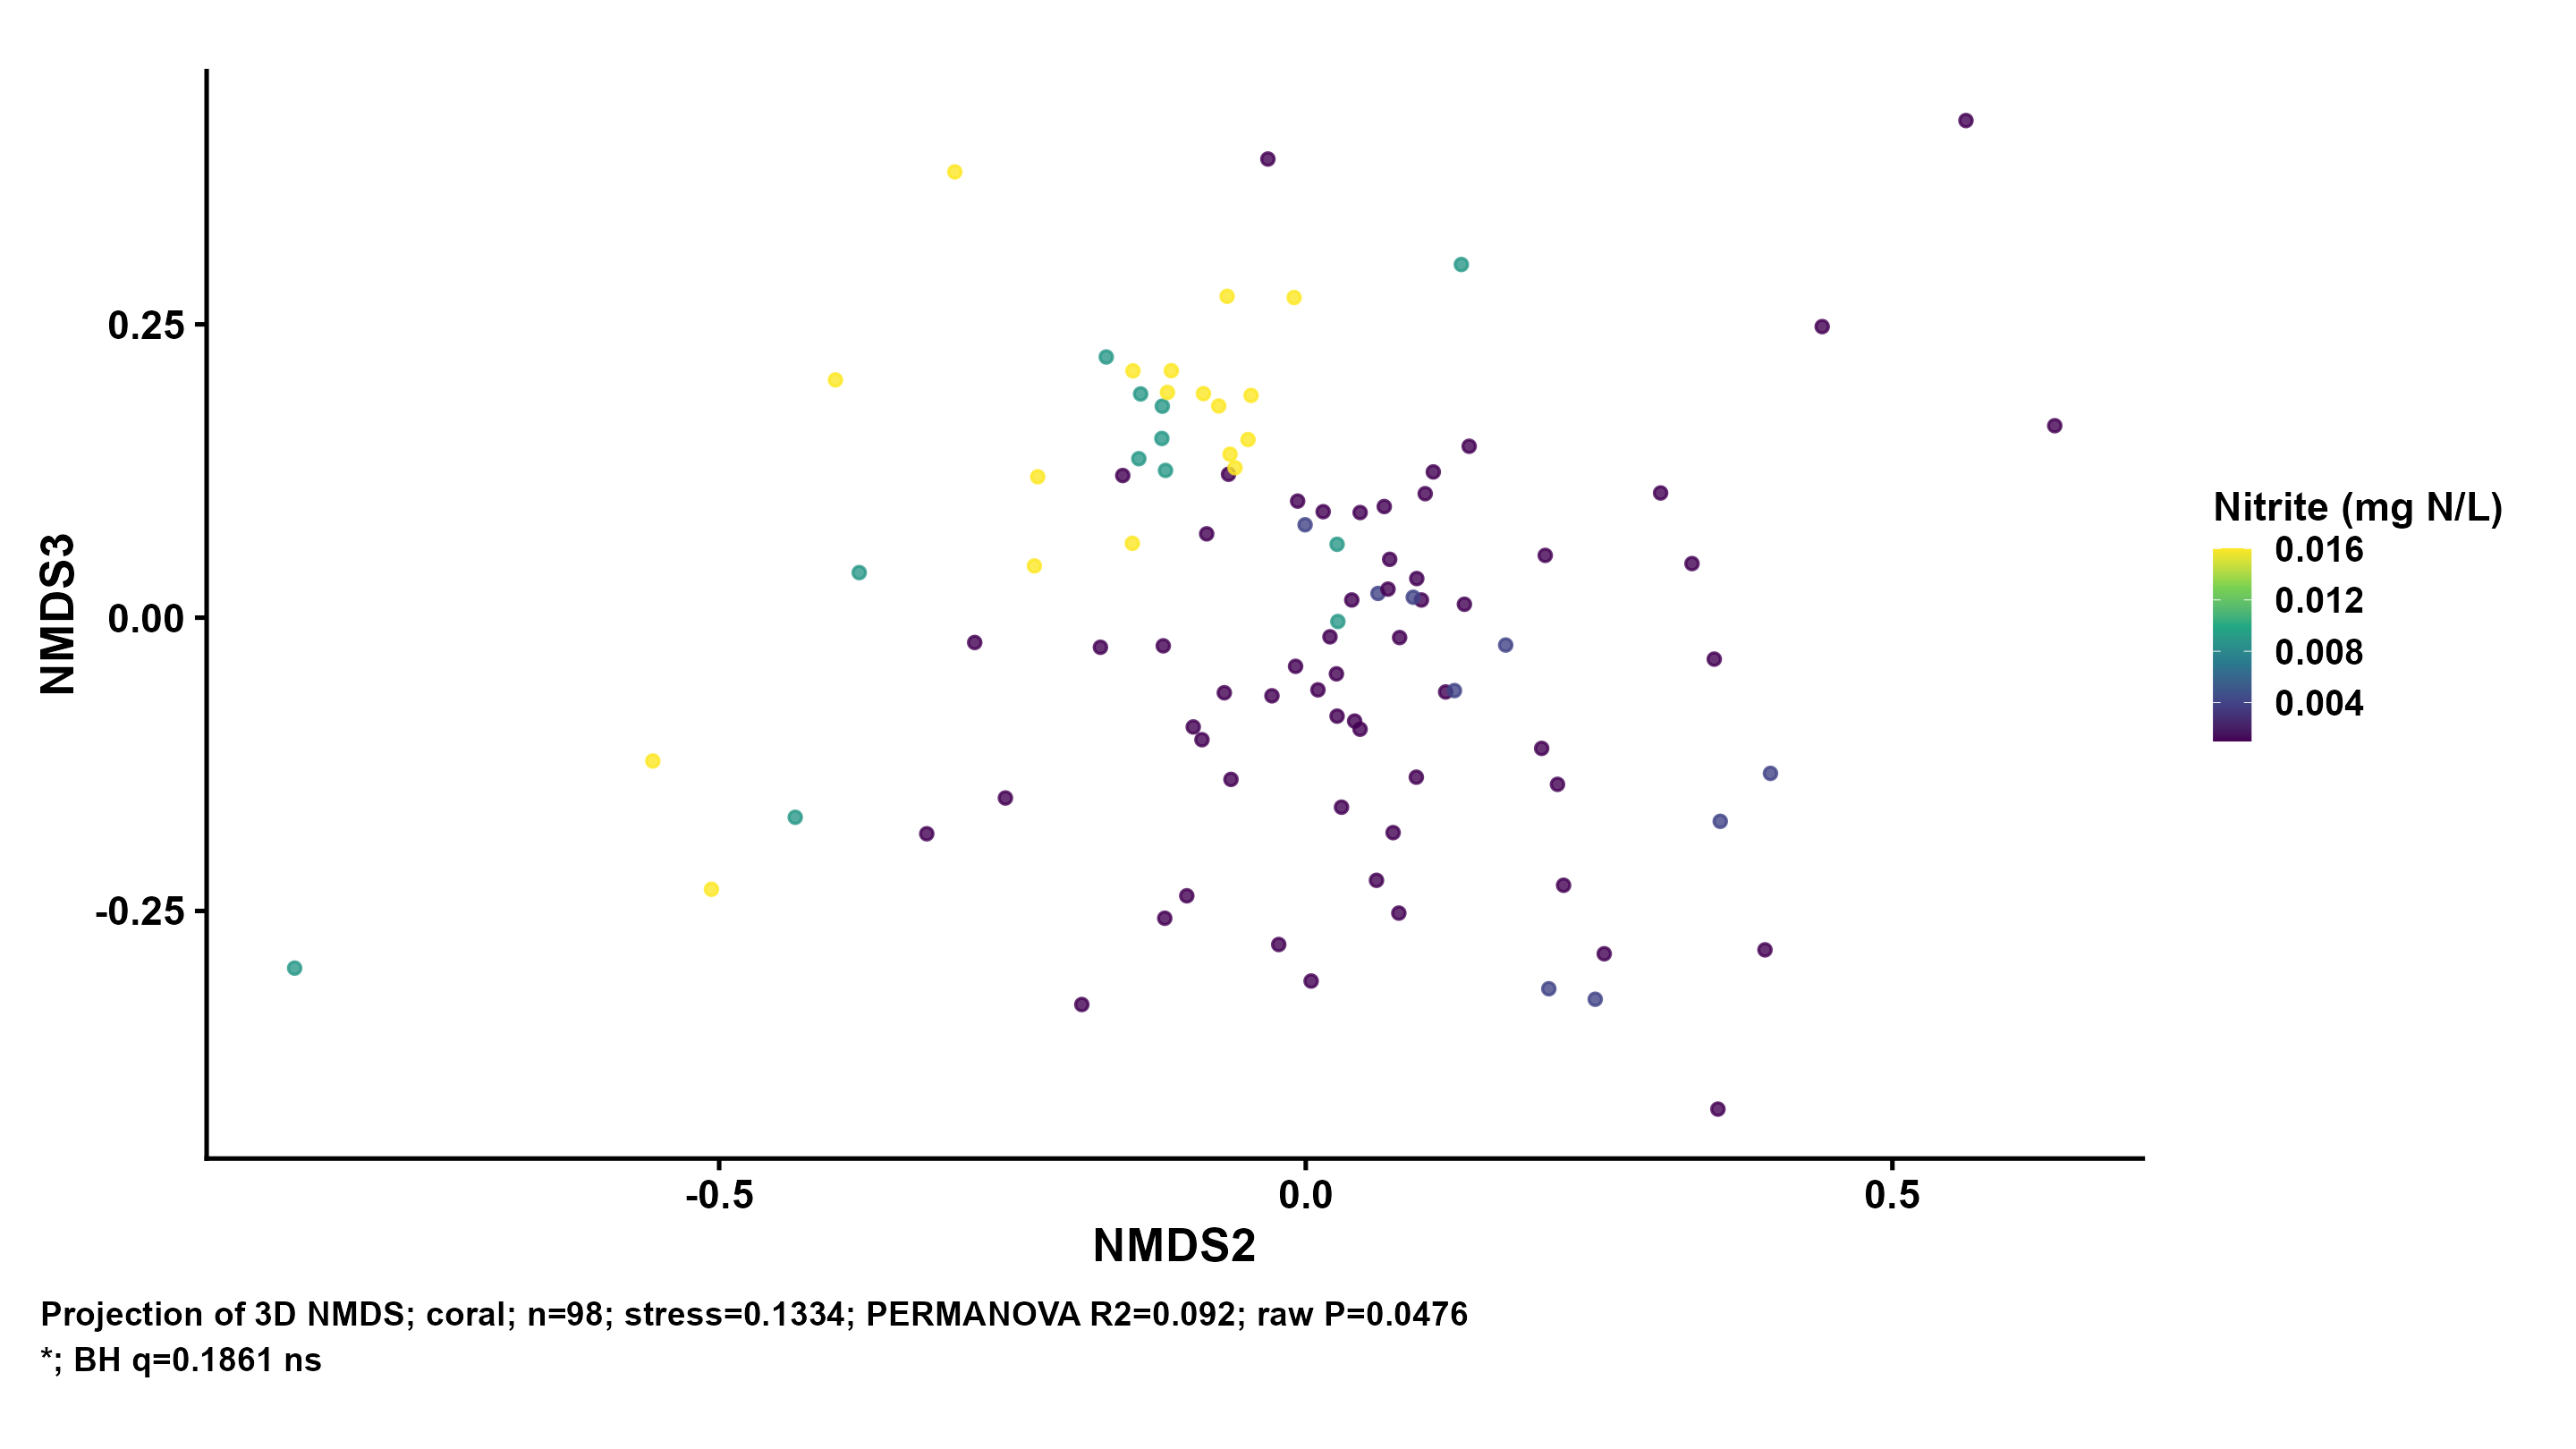 0.25
0.00
-0.25
NMDS3
-0.5
0.0
0.5
NMDS2
Nitrite (mg N/L)
0.016
0.012
0.008
0.004
Projection of 3D NMDS; coral; n=98; stress=0.1334; PERMANOVA R2=0.092; raw P=0.0476
*; BH q=0.1861 ns